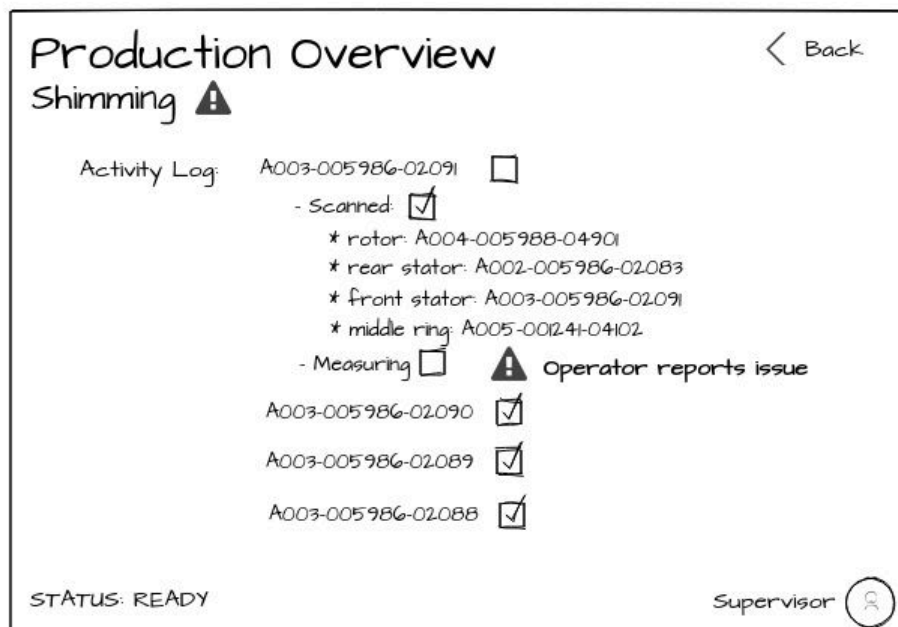 Production Overview
Back
Shimming
Activity Log: A003-005986-02091
- Scanned:
* rotor: A004-005988-04901
* rear stator: A002-005986-02083
* front stator: A003-005986-02091
* middle ring: A005-001241-04102
- Measuring
Operator reports issue
A003-005986-02090
A003-005986-02089
A003-005986-02088
STATUS: READY
Supervisor